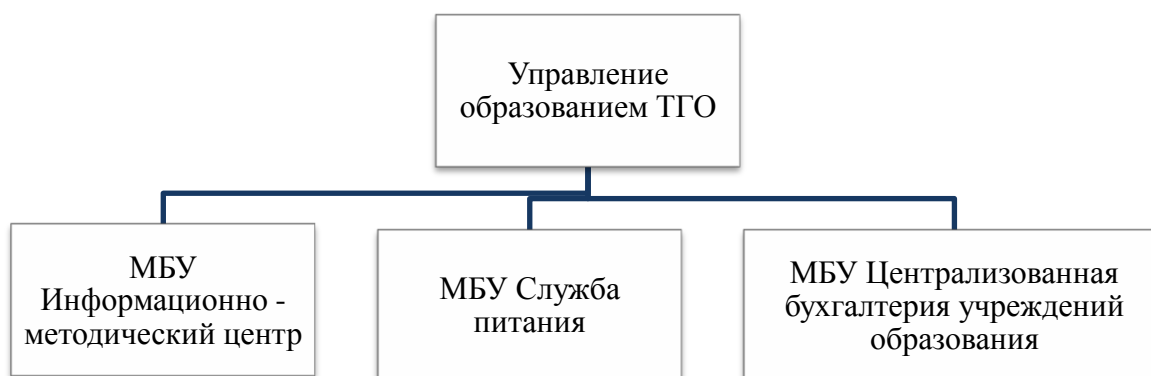 Управление
образованием ТГО
МБУ
Информационно -
методический центр
МБУ Служба
питания
МБУ Централизованная
бухгалтерия учреждений
образования